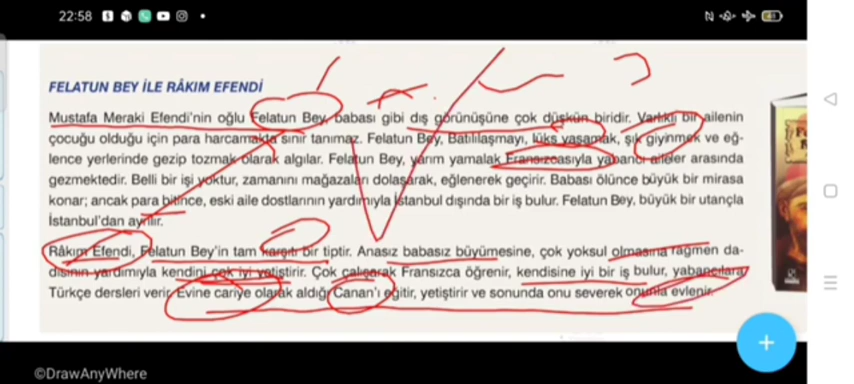 22:58
FELATUN BEY İLE RÂKIM EFENDİ
Mustafa Meraki Efendi'nin oğlu Felatun Bey, babası gibi dış görünüşüne çok düşkün biridir. Varlıklı bir ailenin
çocuğu olduğu için para harcamakta sınır tanımaz. Felatun Bey, Batılılaşmayı, lüks yaşamak, şık giyinmek ve eğ-
lence yerlerinde gezip tozmak olarak algılar. Felatun Bey, yarım yamalak Fransızcasıyla yabancı aileler arasında
gezmektedir. Belli bir işi yoktur, zamanını mağazaları dolaşarak, eğlenerek geçirir. Babası ölünce büyük bir mirasa
konar; ancak para bitince, eski aile dostlarının yardımıyla İstanbul dışında bir iş bulur. Felatun Bey, büyük bir utançla
İstanbul'dan ayrılır.
Râkım Efendi, Felatun Bey'in tam karşıtı bir tiptir. Anasız babasız büyümesine, çok yoksul olmasına rağmen da-
dısının yardımıyla kendini çok iyi yetiştirir. Çok çalışarak Fransızca öğrenir, kendisine iyi bir iş bulur, yabancılara
Türkçe dersleri verir. Evine cariye olarak aldığı Canan'ı eğitir, yetiştirir ve sonunda onu severek onunla evlenir.
©DrawAnyWhere